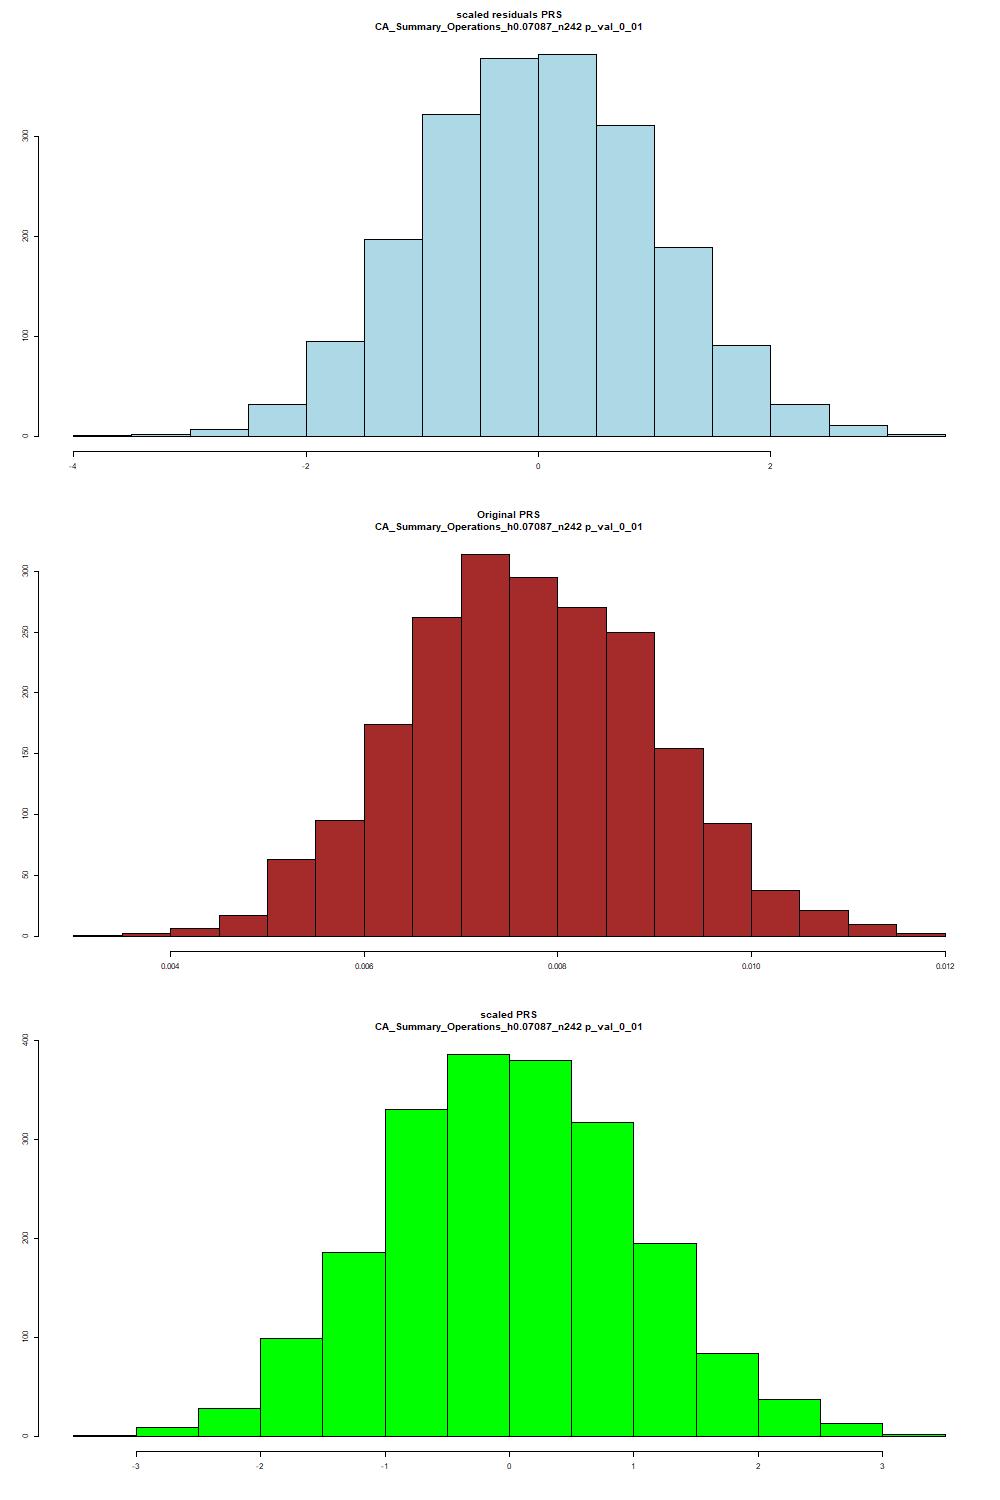 scaled residuals PRS
CA_Summary_Operations_h0.07087_n242 p_val_0_01
300
200
100
0
-4 -2 0 2
Original PRS
CA_Summary_Operations_h0.07087_n242 p_val_0_01
300
250
200
150
100
50
0
0.004 0.006 0.008 0.010 0.012
scaled PRS
CA_Summary_Operations_h0.07087_n242 p_val_0_01
400
300
200
100
0
-3 -2 -1 0 1 2 3